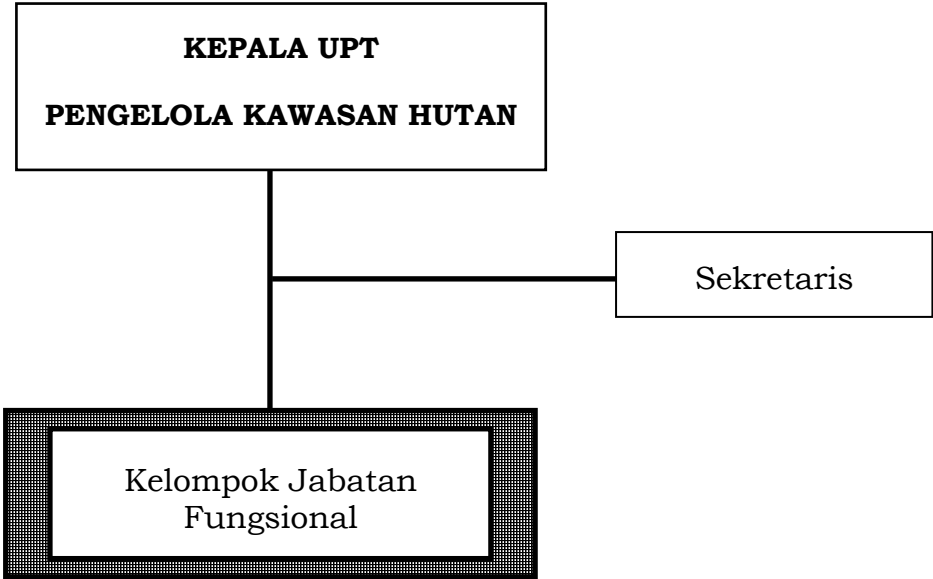 KEPALA UPT
PENGELOLA KAWASAN HUTAN
Sekretaris
Kelompok Jabatan
Fungsional